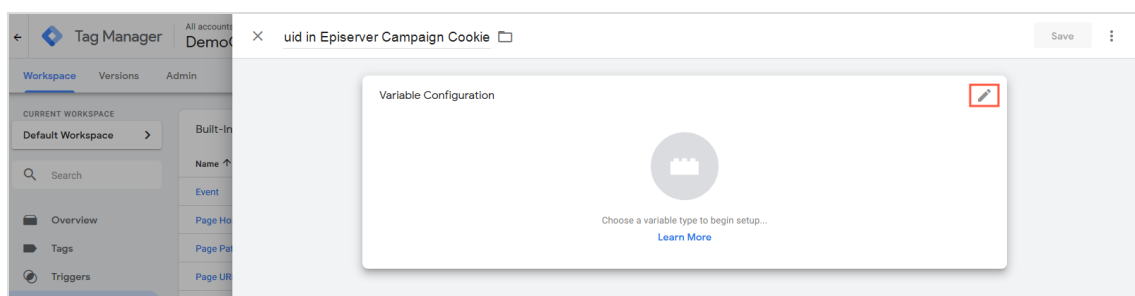 Tag Manager
All accounts
Demo
uid in Episerver Campaign Cookie
Save
Workspace Versions Admin
Variable Configuration
CURRENT WORKSPACE
Default Workspace
Built-In
Search
Name
Event
Overview
Page Ho
Choose a variable type to begin setup...
Learn More
Tags
Page Pat
Triggers
Page UR